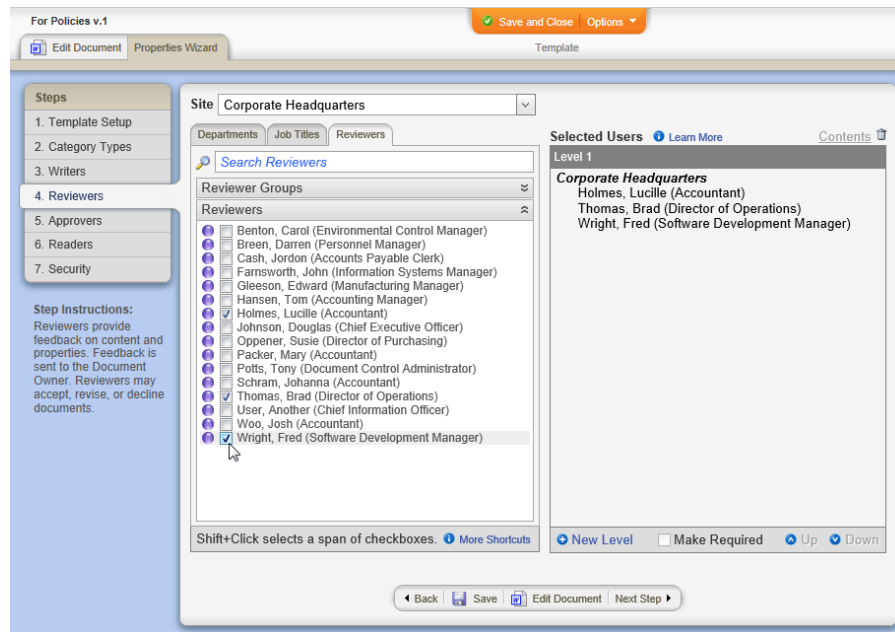 For Policies v.1
Save and Close Options
Edit Document Properties Wizard
Template
Steps
1. Template Setup
2. Category Types
3. Writers
4. Reviewers
5. Approvers
6. Readers
7. Security
Step Instructions:
Reviewers provide
feedback on content and
properties. Feedback is
sent to the Document
Owner. Reviewers may
accept, revise, or decline
documents.
Site Corporate Headquarters
Departments Job Titles Reviewers
Search Reviewers
Reviewer Groups
Reviewers
Benton, Carol (Environmental Control Manager)
Breen, Darren (Personnel Manager)
Cash, Jordon (Accounts Payable Clerk)
Farnsworth, John (Information Systems Manager)
Gleeson, Edward (Manufacturing Manager)
Hansen, Tom (Accounting Manager)
Holmes, Lucille (Accountant)
Johnson, Douglas (Chief Executive Officer)
Oppener, Susie (Director of Purchasing)
Packer, Mary (Accountant)
Potts, Tony (Document Control Administrator)
Schram, Johanna (Accountant)
Thomas, Brad (Director of Operations)
User, Another (Chief Information Officer)
Woo, Josh (Accountant)
Wright, Fred (Software Development Manager)
Shift+Click selects a span of checkboxes. More Shortcuts
Selected Users Learn More Contents
Level 1
Corporate Headquarters
Holmes, Lucille (Accountant)
Thomas, Brad (Director of Operations)
Wright, Fred (Software Development Manager)
New Level Make Required Up Down
Back Save Edit Document Next Step